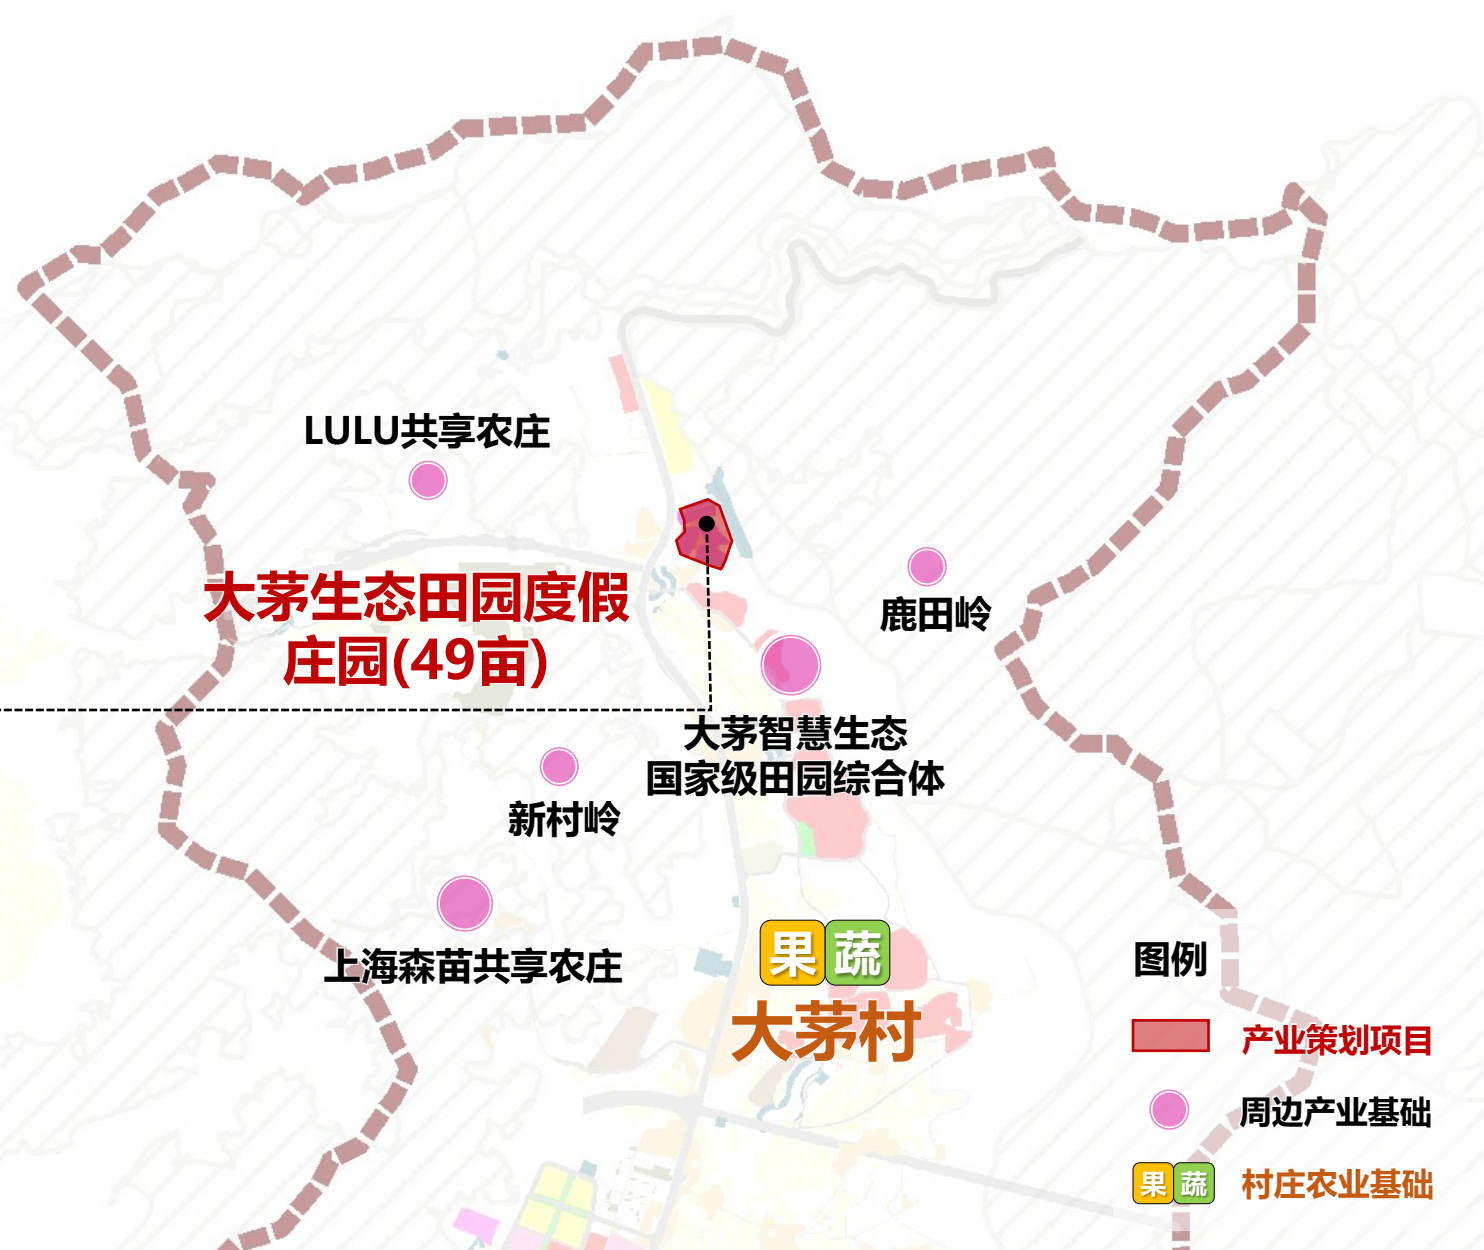 LULU共享农庄
大茅生态田园度假
庄园(49亩)
鹿田岭
大茅智慧生态
国家级田园综合体
新村岭
上海森苗共享农庄
果 蔬
大茅村
图例
产业策划项目
周边产业基础
果 蔬 村庄农业基础